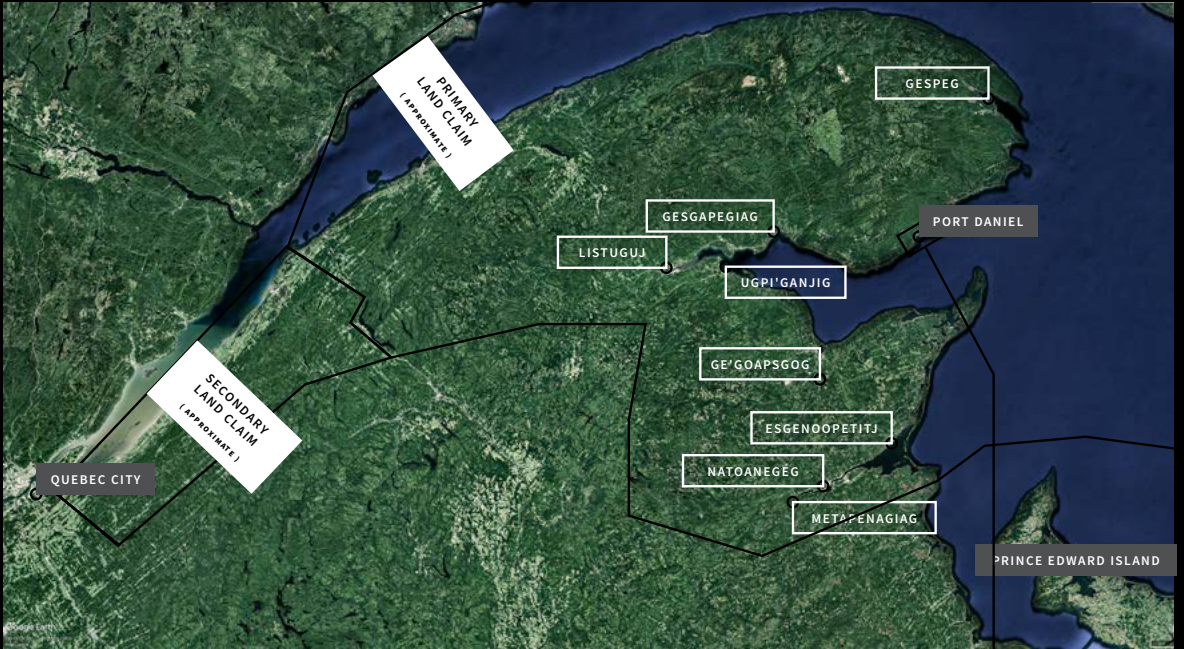 PRIMARY
LAND CLAIM
( APPROXIMATE )
GESPEG
GESGAPEGIAG
PORT DANIEL
LISTUGUJ
UGPI'GANJIG
GE'GOAPSGOG
SECONDARY
LAND CLAIM
( APPROXIMATE )
ESGENOOPETITJ
NATOANEGEG
QUEBEC CITY
METAPENAGIAG
PRINCE EDWARD ISLAND
Google Earth